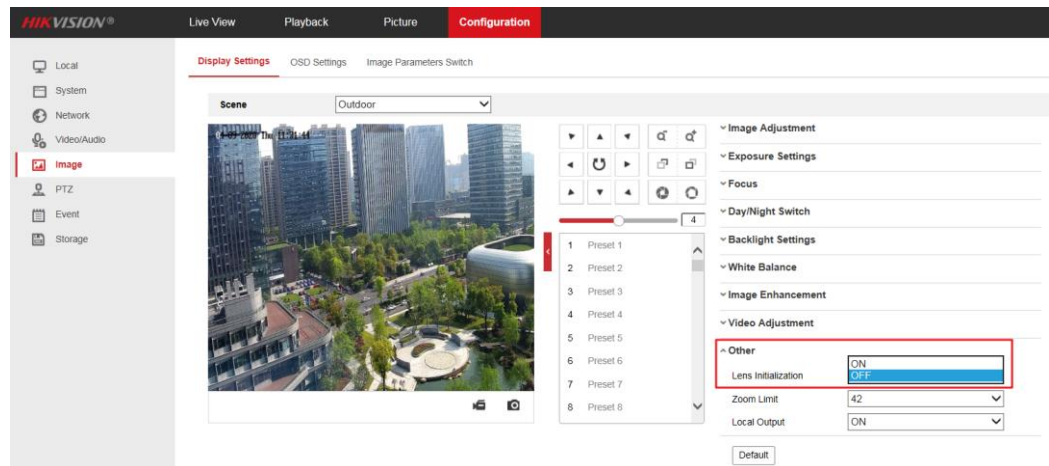 HIKVISION®
Live View Playback Picture Configuration
Local
System
Network
Video/Audio
Image
PTZ
Event
Storage
Display Settings OSD Settings Image Parameters Switch
Scene Outdoor
Thu
4
1 Preset 1
2 Preset 2
3 Preset 3
4 Preset 4
5 Preset 5
6 Preset 6
7 Preset 7
8 Preset 8
Image Adjustment
Exposure Settings
Focus
Day/Night Switch
Backlight Settings
White Balance
Image Enhancement
Video Adjustment
Other
ON
Lens Initialization OFF
Zoom Limit 42
Local Output ON
Default